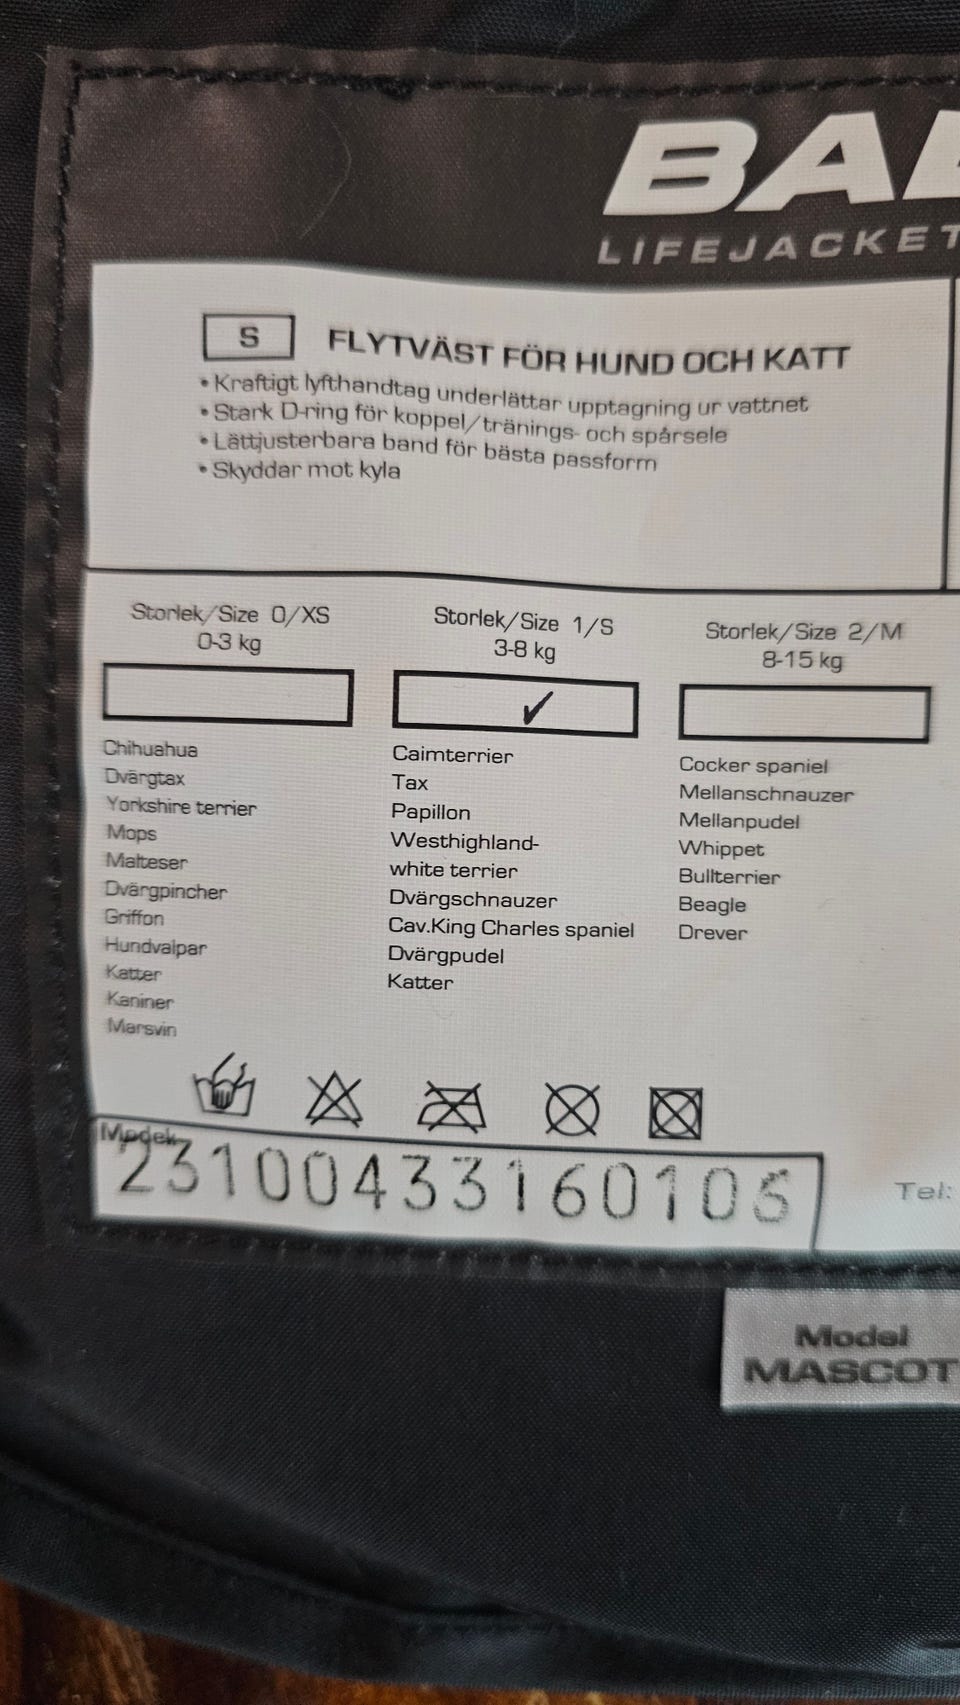 BAL
LIFEJACKET
S FLYTVÄST FÖR HUND OCH KATT
• Kraftigt lyfthandtag underlättar upptagning ur vattnet
• Stark D-ring för koppel/tränings- och spårsele
• Lättjusterbara band för bästa passform
• Skyddar mot kyla
Storlek/Size 0/XS
0-3 kg
Chihuahua
Dvärgtax
Yorkshire terrier
Mops
Malteser
Dvärgpincher
Griffon
Hundvalpar
Katter
Kaniner
Marsvin
Storlek/Size 1/S
3-8 kg
✓
Cairnterrier
Tax
Papillon
Westhighland-
white terrier
Dvärgschnauzer
Cav.King Charles spaniel
Dvärgpudel
Katter
Storlek/Size 2/M
8-15 kg
Cocker spaniel
Mellanschnauzer
Mellanpudel
Whippet
Bullterrier
Beagle
Drever
Model:
23100433160105
Tel:
Model
MASCOT